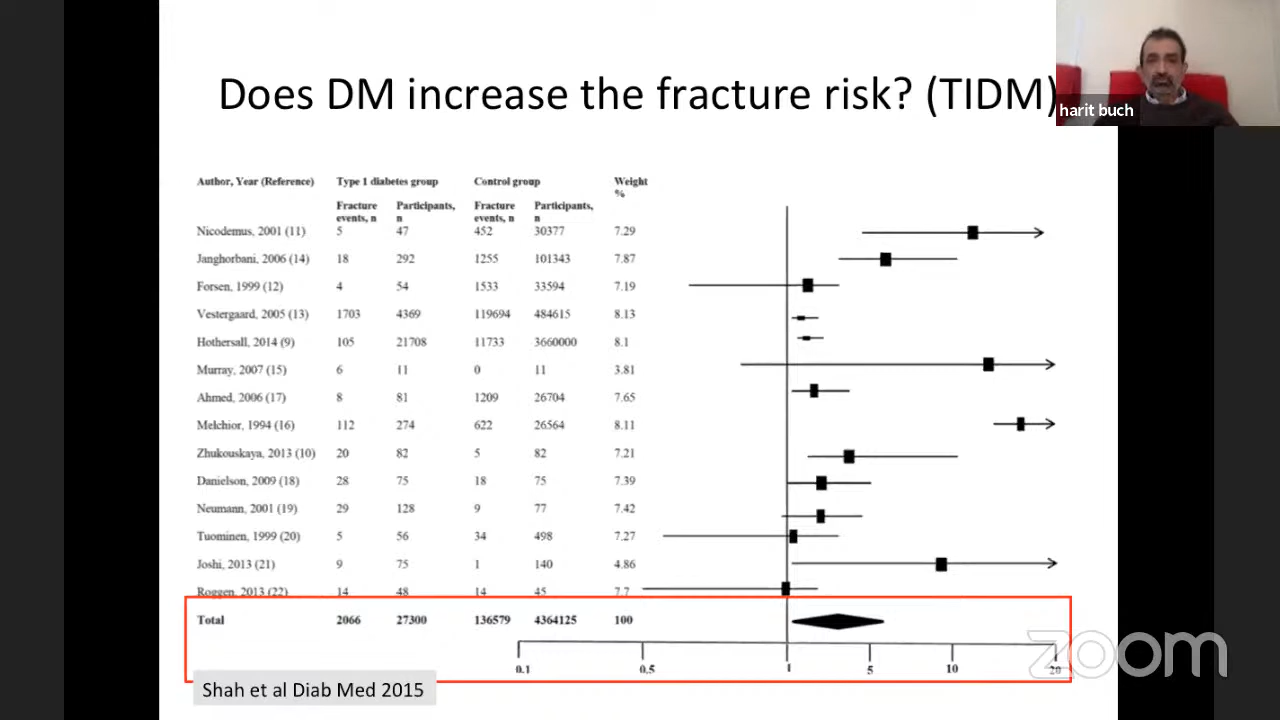 Does DM increase the fracture risk? (TIDM)
harit buch
Author, Year (Reference) Type 1 diabetes group Control group Weight %
Fracture events, n Participants, n Fracture events, n Participants, n
Nicodemus, 2001 (11) 5 47 452 30377 7.29
Janghorbani, 2006 (14) 18 292 1255 101343 7.87
Forsen, 1999 (12) 4 54 1533 33594 7.19
Vestergaard, 2005 (13) 1703 4369 119694 484615 8.13
Hothersall, 2014 (9) 105 21708 11733 3660000 8.1
Murray, 2007 (15) 6 11 0 11 3.81
Ahmed, 2006 (17) 8 81 1209 26704 7.65
Melchior, 1994 (16) 112 274 622 26564 8.11
Zhukouskaya, 2013 (10) 20 82 5 82 7.21
Danielson, 2009 (18) 28 75 18 75 7.39
Neumann, 2001 (19) 29 128 9 77 7.42
Tuominen, 1999 (20) 5 56 34 498 7.27
Joshi, 2013 (21) 9 75 1 140 4.86
Roggen, 2013 (22) 14 48 14 45 7.7
Total 2066 27300 136579 4364125 100
0.1 0.5 1 5 10 20
Shah et al Diab Med 2015
zoom